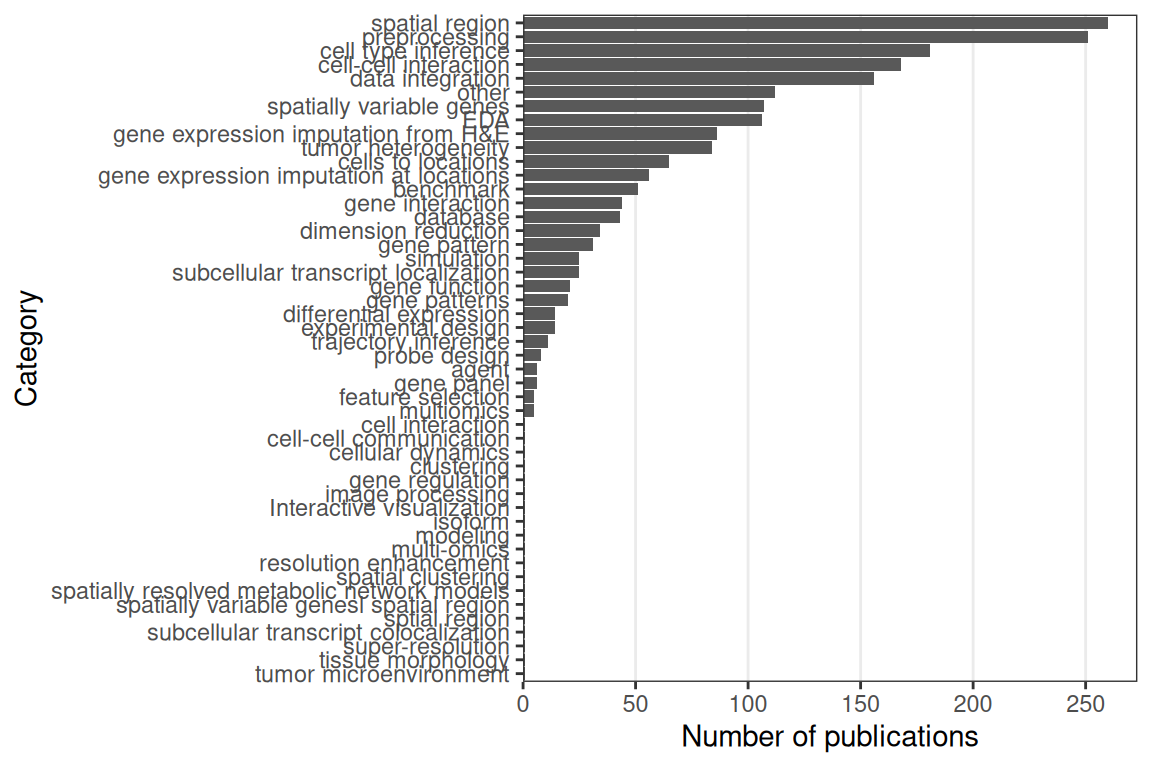 spatial region
preprocessing
cell type inference
cell-cell interaction
data integration
other
spatially variable genes
EDA
gene expression imputation from H&E
tumor heterogeneity
cells to locations
gene expression imputation at locations
benchmark
gene interaction
database
dimension reduction
gene pattern
simulation
subcellular transcript localization
gene function
gene patterns
differential expression
experimental design
trajectory inference
probe design
agent
gene panel
feature selection
multiomics
cell interaction
cell-cell communication
cellular dynamics
clustering
gene regulation
image processing
Interactive visualization
isoform
modeling
multi-omics
resolution enhancement
spatial clustering
spatially resolved metabolic network models
spatially variable genesl spatial region
sptial region
subcellular transcript colocalization
super-resolution
tissue morphology
tumor microenvironment
Category
0 50 100 150 200 250
Number of publications